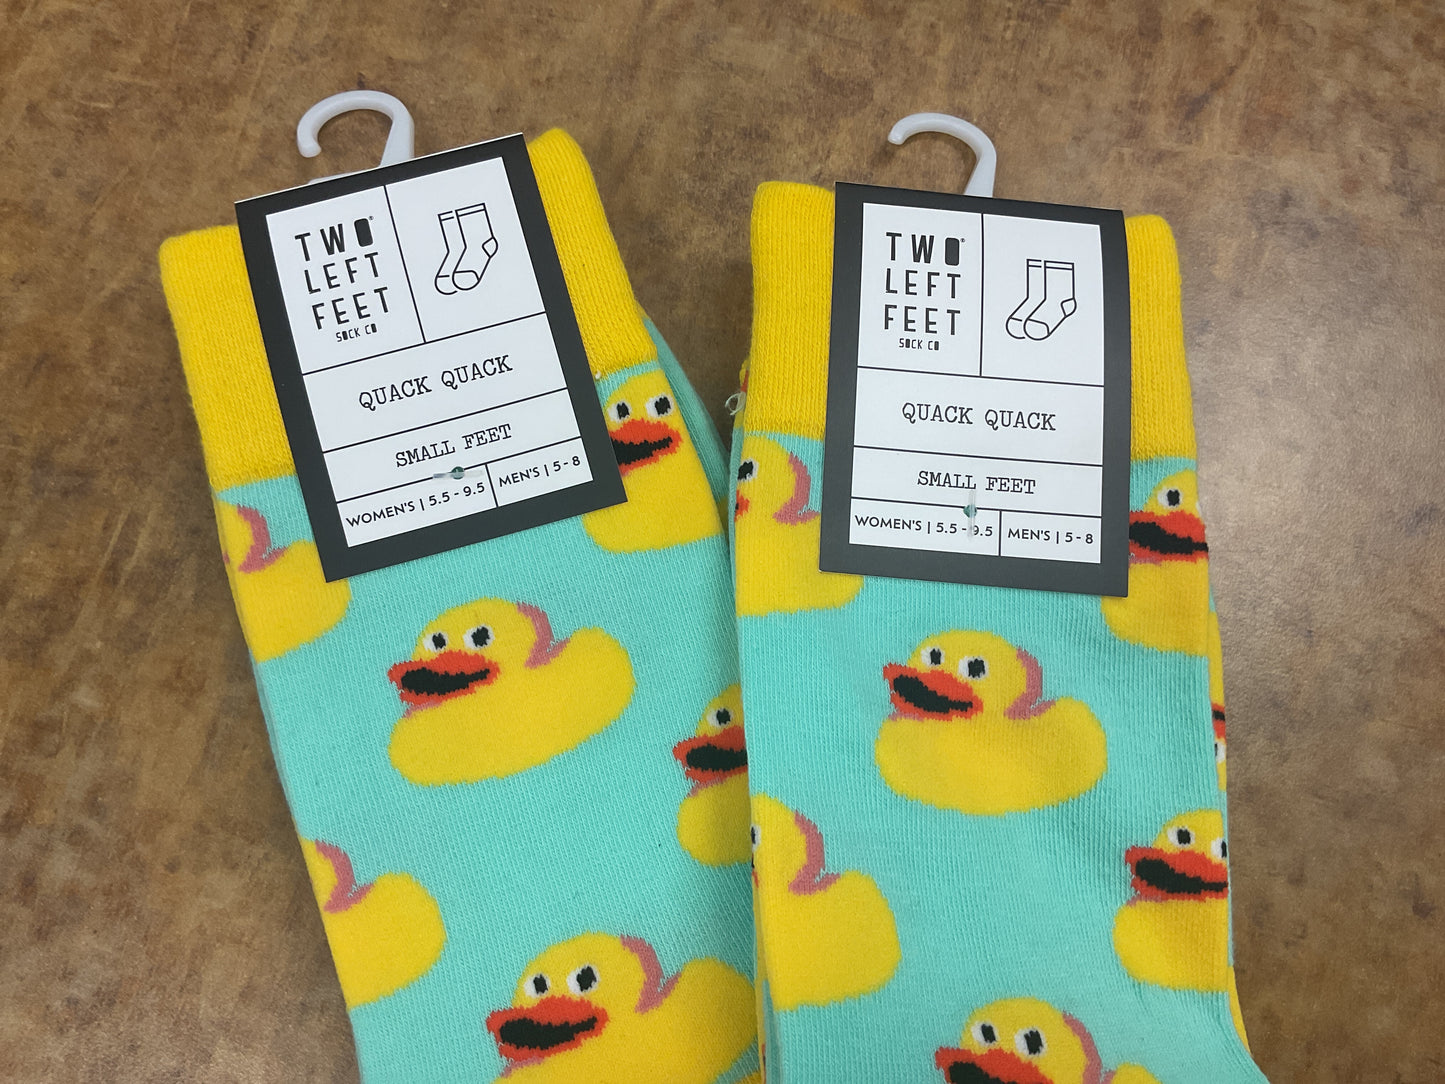 TWO®
LEFT
FEET
SOCK CO
QUACK QUACK
SMALL FEET
WOMEN'S | 5.5 - 9.5
MEN'S | 5 - 8
TWO®
LEFT
FEET
SOCK CO
QUACK QUACK
SMALL FEET
WOMEN'S | 5.5 - 9.5
MEN'S | 5 - 8